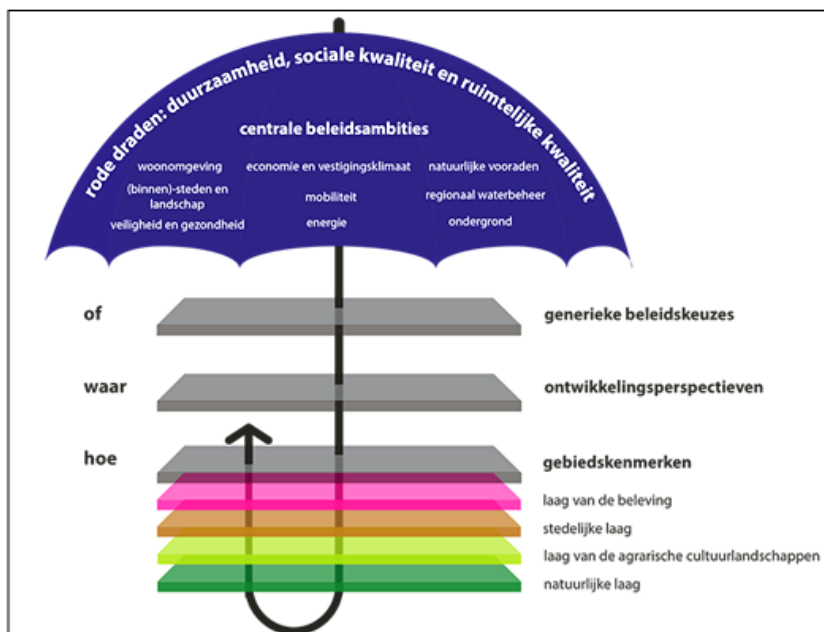 rode draden: duurzaamheid, sociale kwaliteit en ruimtelijke kwaliteit
centrale beleidsambities
woonomgeving
economie en vestigingsklimaat
natuurlijke vooraden
(binnen)-steden en
landschap
mobiliteit
regionaal waterbeheer
veiligheid en gezondheid
energie
ondergrond
of
generieke beleidskeuzes
waar
ontwikkelingsperspectieven
hoe
gebiedskenmerken
laag van de beleving
stedelijke laag
laag van de agrarische cultuurlandschappen
natuurlijke laag